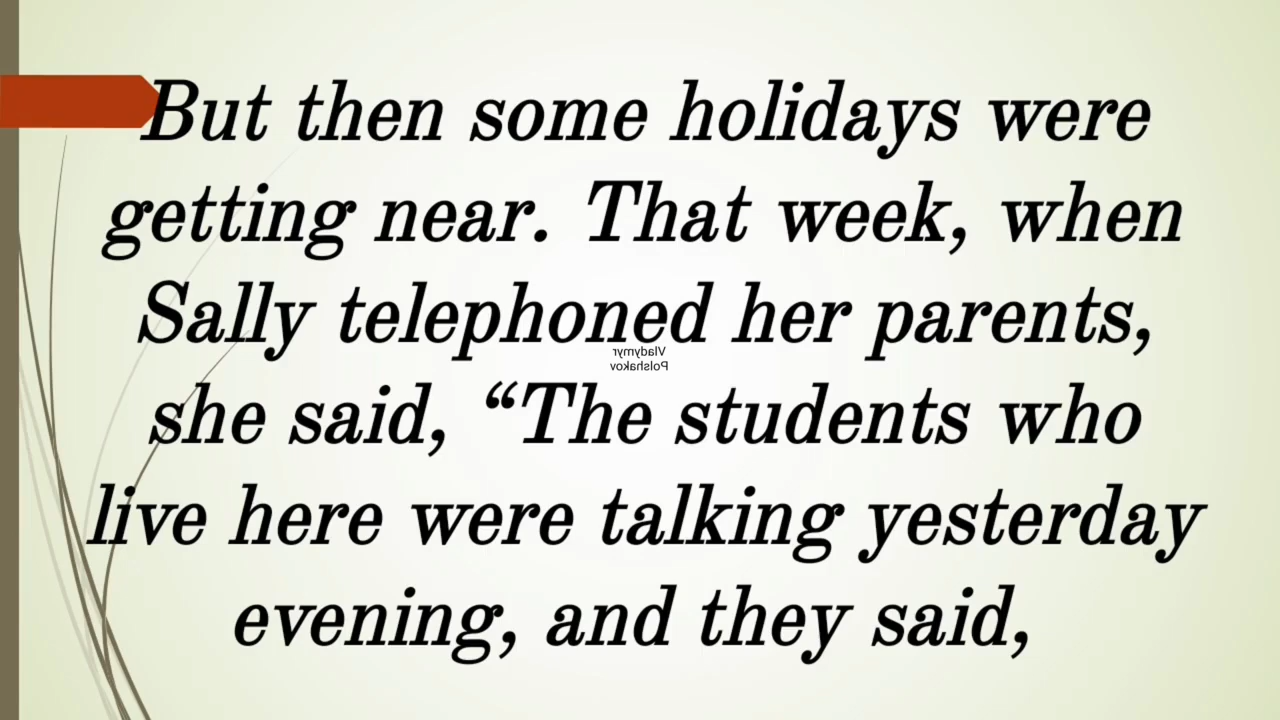 But then some holidays were
getting near. That week, when
Sally telephoned her parents,
Vladymyr
Polshakov
she said, “The students who
live here were talking yesterday
evening, and they said,